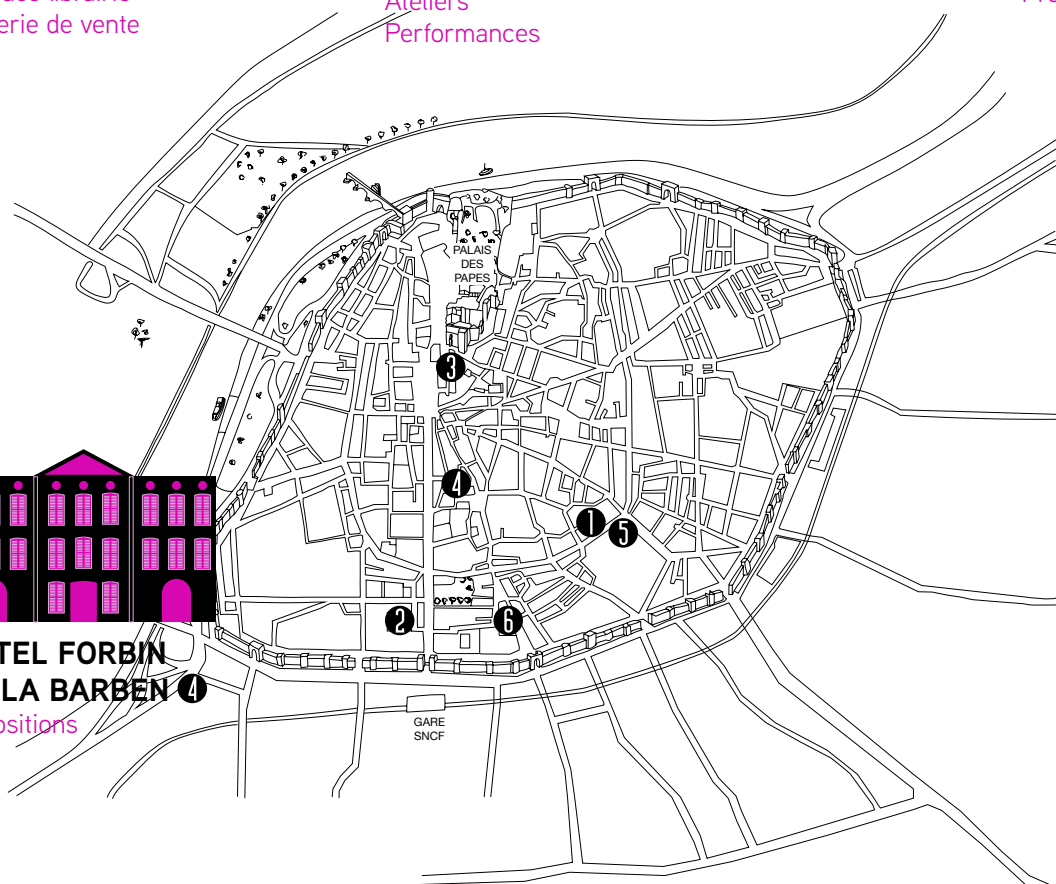 erie de vente
Ateliers
Performances
PALAIS
DES
PAPES
3
4
1
5
2
6
TEL FORBIN
LA BARBEN 4
ositions
GARE
SNCF